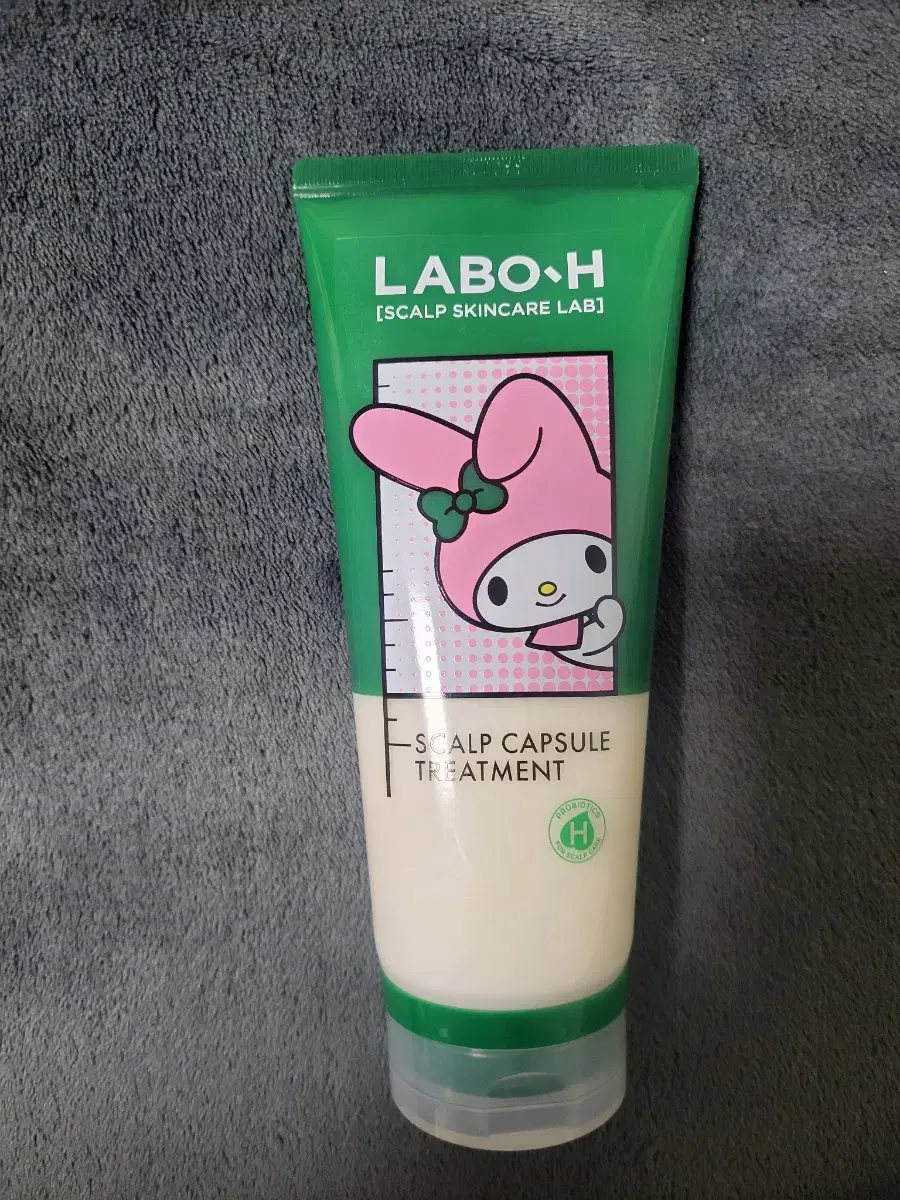 LABO-H
[SCALP SKINCARE LAB]
SCALP CAPSULE
TREATMENT
PROBIOTICS
H
FOR SCALP CARE